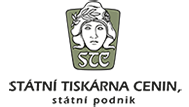 STC
STÁTNÍ TISKÁRNA CENIN,
státní podnik